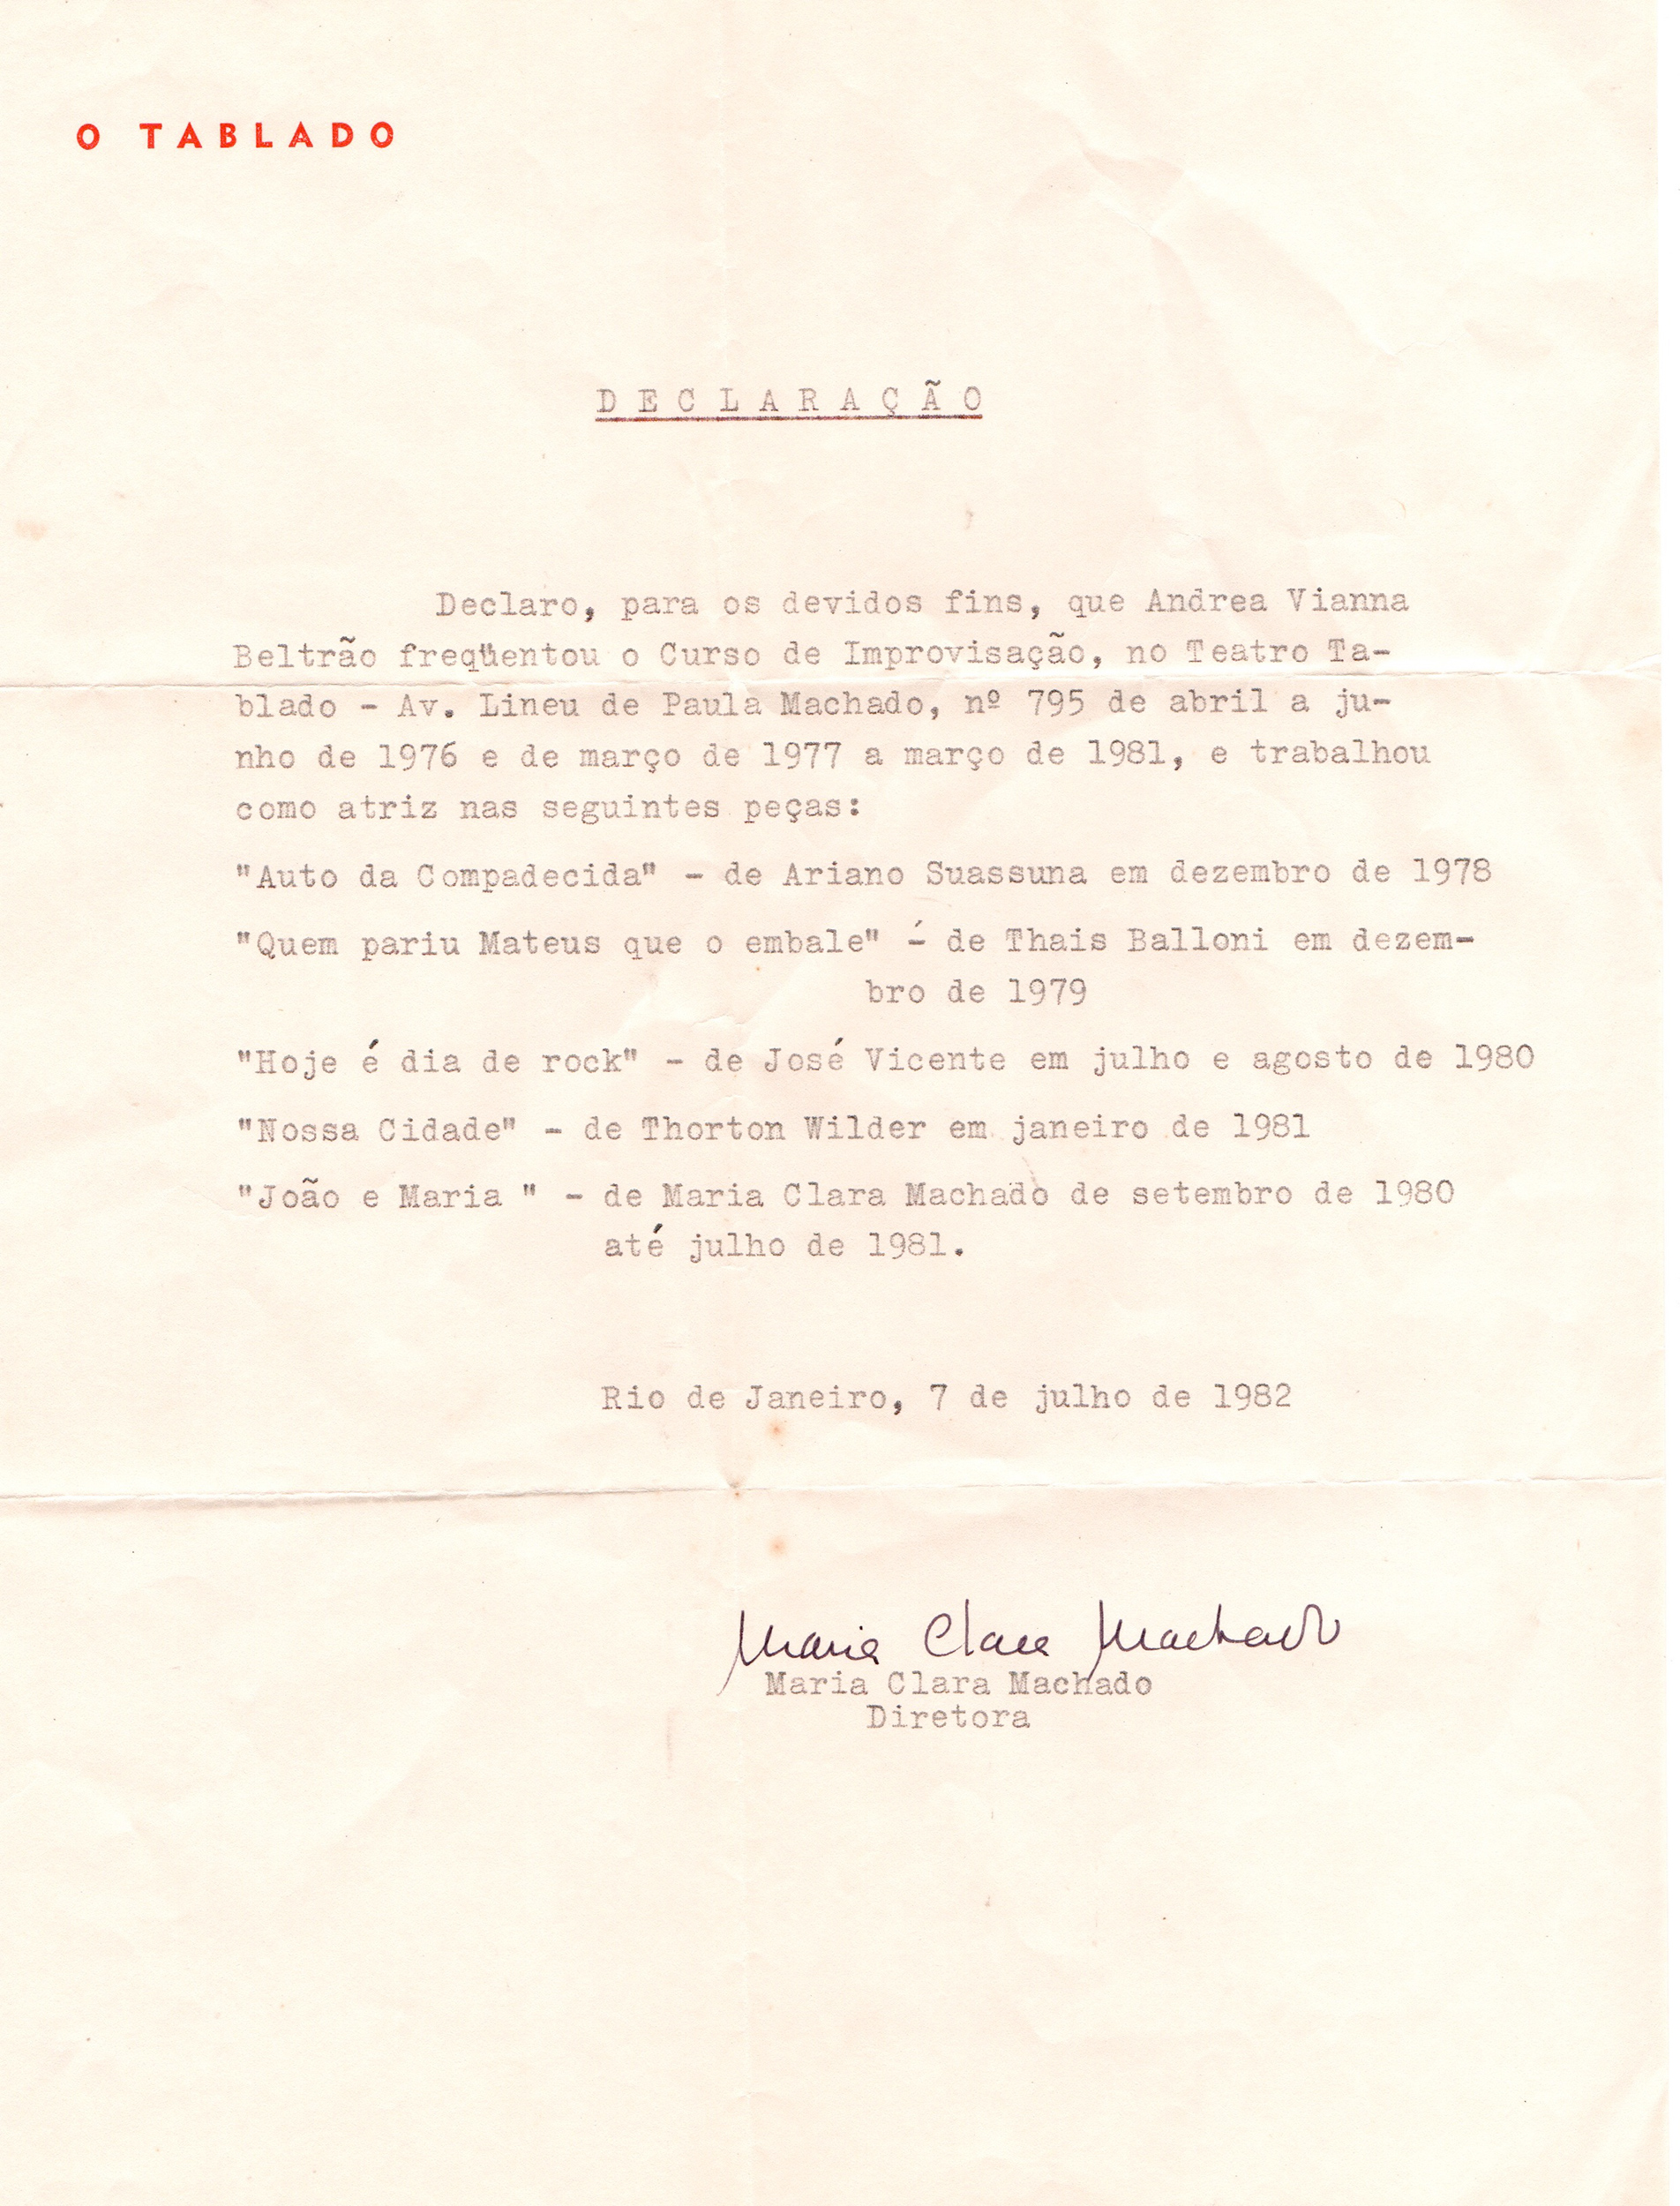 O TABLADO
DECLARAÇÃO
Declaro, para os devidos fins, que Andrea Vianna
Beltrão freqüentou o Curso de Improvisação, no Teatro Ta-
blado - Av. Lineu de Paula Machado, nº 795 de abril a ju-
nho de 1976 e de março de 1977 a março de 1981, e trabalhou
como atriz nas seguintes peças:
"Auto da Compadecida" - de Ariano Suassuna em dezembro de 1978
"Quem pariu Mateus que o embale" - de Thais Balloni em dezem-
bro de 1979
"Hoje é dia de rock" - de José Vicente em julho e agosto de 1980
"Nossa Cidade" - de Thorton Wilder em janeiro de 1981
"João e Maria " - de Maria Clara Machado de setembro de 1980
até julho de 1981.
Rio de Janeiro, 7 de julho de 1982
Maria Clara Machado
Maria Clara Machado
Diretora